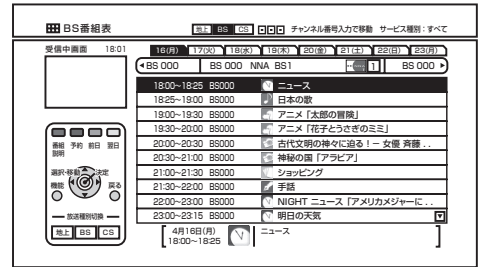 BS番組表
地上 BS CS チャンネル番号入力で移動 サービス種別：すべて
受信中画面 18:01
16(月) 17(火) 18(水) 19(木) 20(金) 21(土) 22(日) 23(月)
BS 000 BS 000 NNA BS1 1 BS 000
18:00~18:25 BS000 ニュース
18:25~19:00 BS000 日本の歌
19:00~19:30 BS000 アニメ「太郎の冒険」
19:30~20:00 BS000 アニメ「花子とうさぎのミミ」
20:00~20:30 BS000 古代文明の神々に迫る！– 女優 斉藤 . .
20:30~21:00 BS000 神秘の国「アラビア」
21:00~21:30 BS000 ショッピング
21:30~22:00 BS000 手話
22:00~23:00 BS000 NIGHT ニュース「アメリカメジャーに . .
23:00~23:15 BS000 明日の天気
番組説明 予約 前日 翌日
選択・移動 決定
機能 戻る
放送種別切換
地上 BS CS
4月16日(月)
18:00~18:25 ニュース